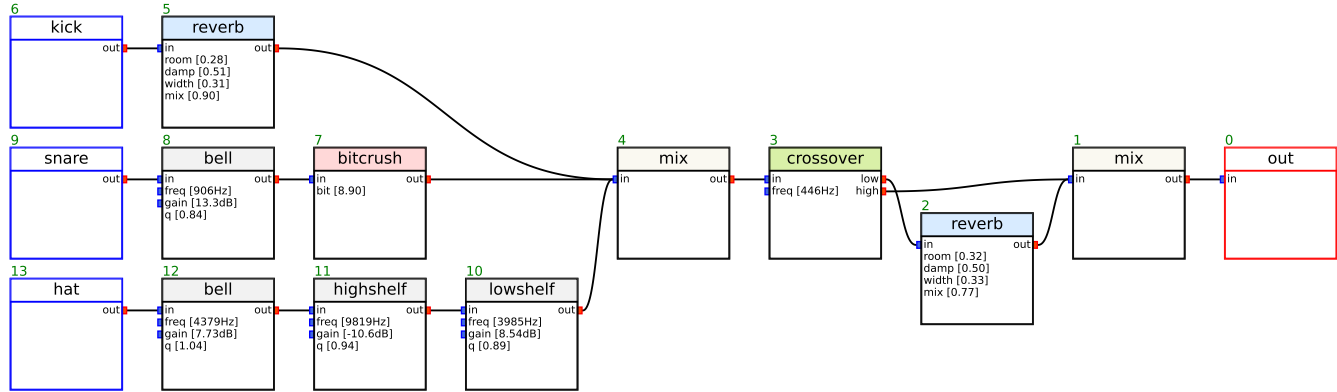 6
kick
out
5
reverb
in out
room [0.28]
damp [0.51]
width [0.31]
mix [0.90]
9
snare
out
8
bell
in out
freq [906Hz]
gain [13.3dB]
q [0.84]
7
bitcrush
in out
bit [8.90]
4
mix
in out
3
crossover
in low
freq [446Hz] high
2
reverb
in out
room [0.32]
damp [0.50]
width [0.33]
mix [0.77]
1
mix
in out
0
out
in
13
hat
out
12
bell
in out
freq [4379Hz]
gain [7.73dB]
q [1.04]
11
highshelf
in out
freq [9819Hz]
gain [-10.6dB]
q [0.94]
10
lowshelf
in out
freq [3985Hz]
gain [8.54dB]
q [0.89]